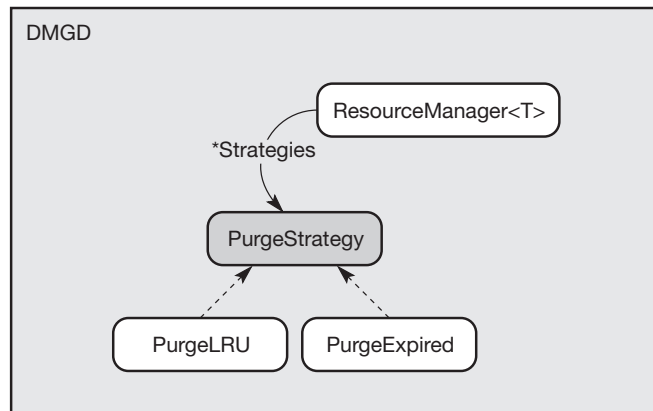 DMGD
ResourceManager<T>
*Strategies
PurgeStrategy
PurgeLRU
PurgeExpired